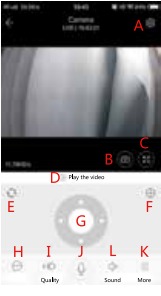 Camera
A
C
B
D Play the video
E
F
G
H I J L K
Quality Sound More